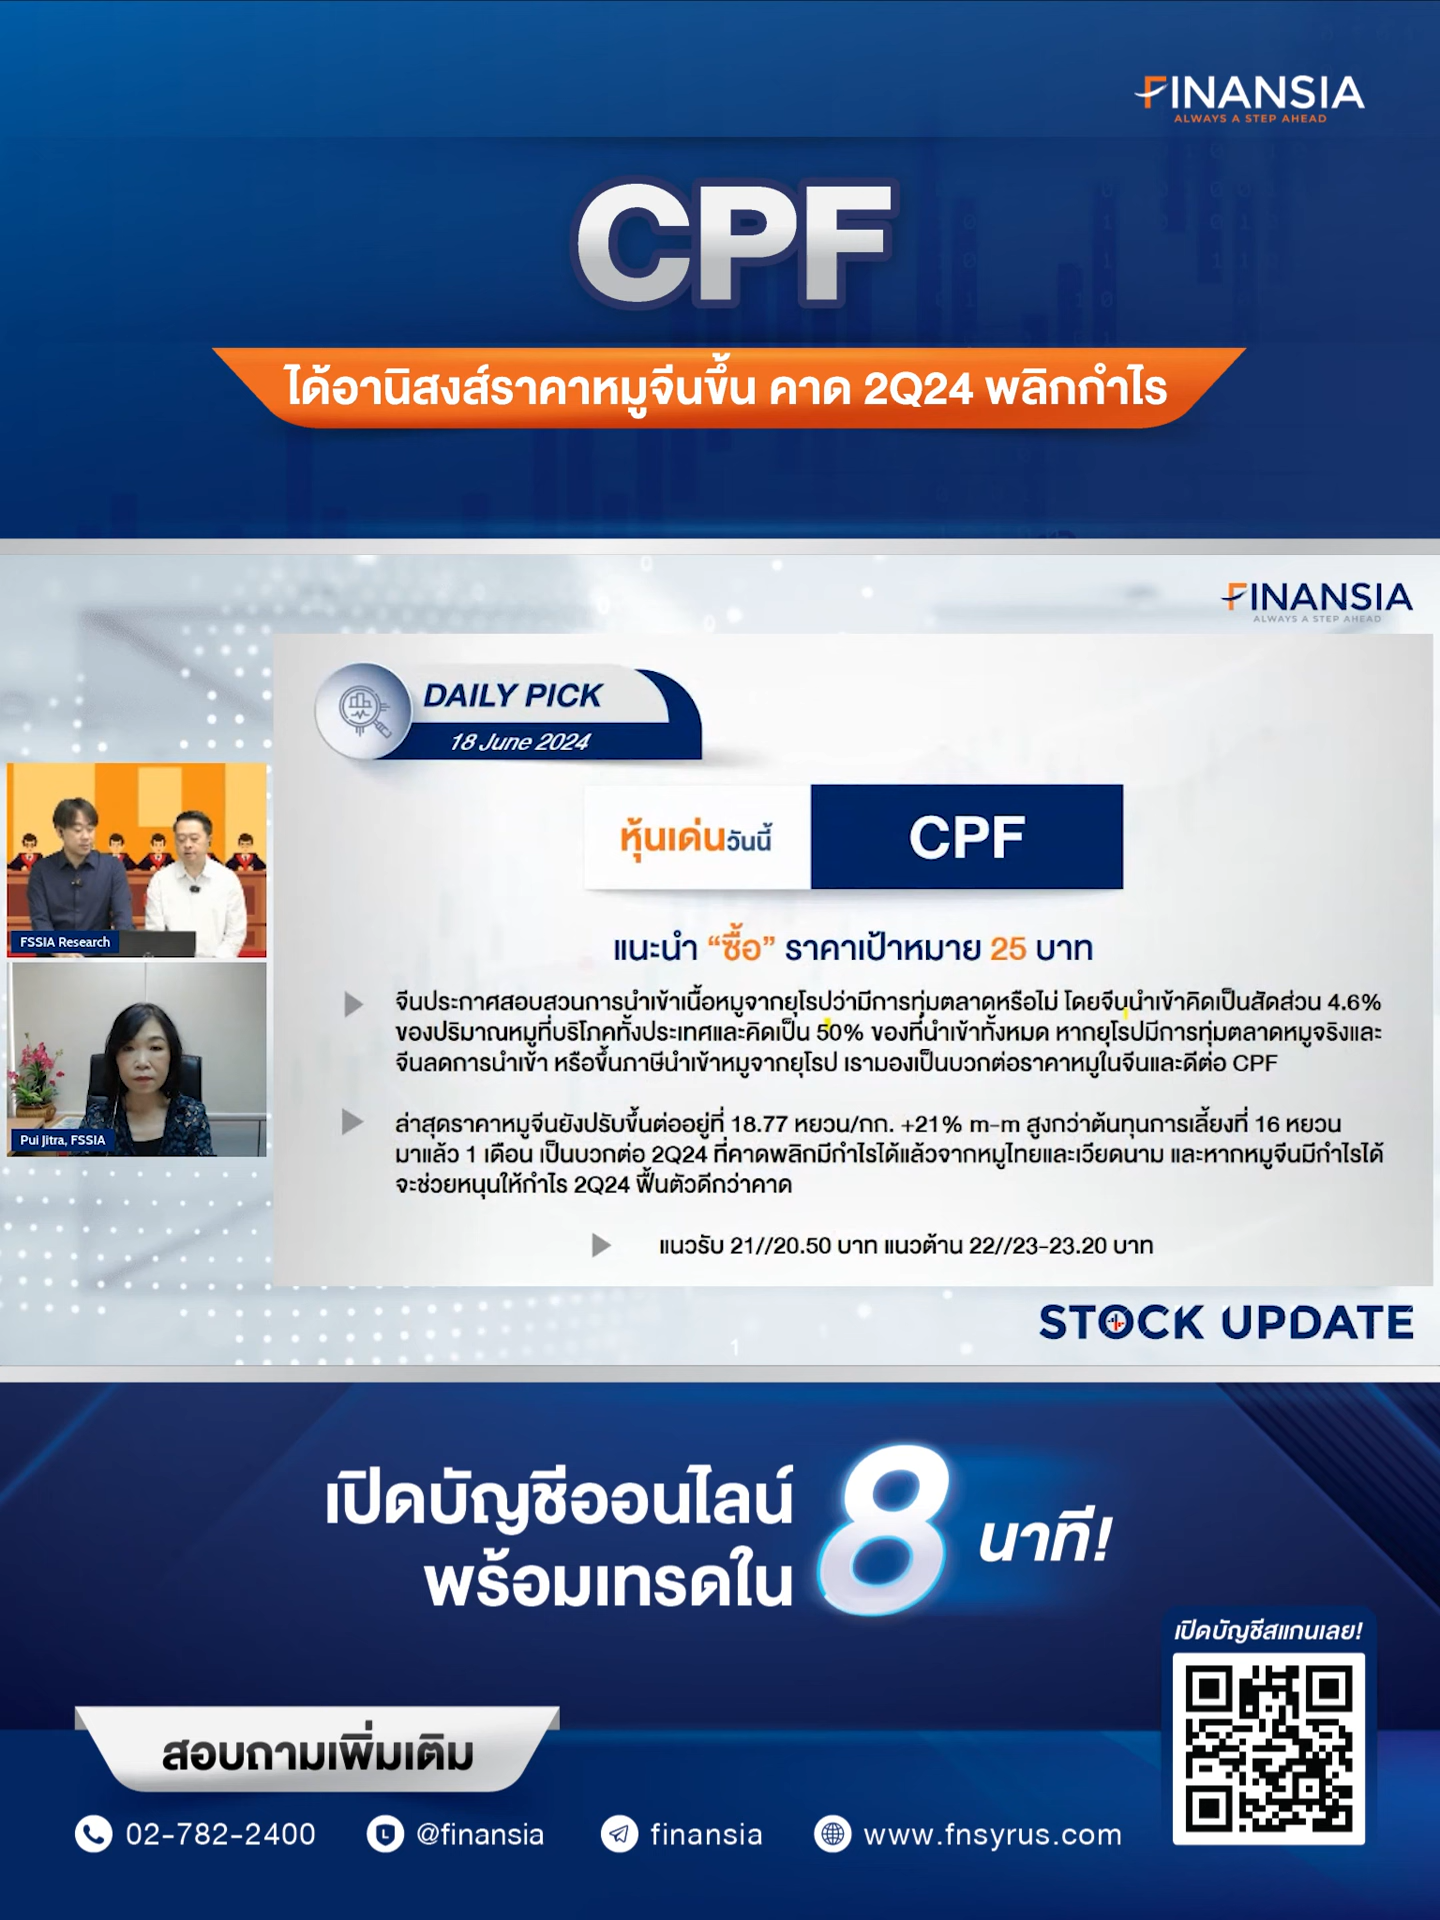 FINANSIA
ALWAYS A STEP AHEAD
CPF
ได้อานิสงส์ราคาหมูจีนขึ้น คาด 2Q24 พลิกกำไร
FINANSIA
ALWAYS A STEP AHEAD
DAILY PICK
18 June 2024
หุ้นเด่นวันนี้ CPF
แนะนำ “ซื้อ” ราคาเป้าหมาย 25 บาท
จีนประกาศสอบสวนการนำเข้าเนื้อหมูจากยุโรปว่ามีการทุ่มตลาดหรือไม่ โดยจีนนำเข้าคิดเป็นสัดส่วน 4.6%
ของปริมาณหมูที่บริโภคทั้งประเทศและคิดเป็น 50% ของที่นำเข้าทั้งหมด หากยุโรปมีการทุ่มตลาดหมูจริงและ
จีนลดการนำเข้า หรือขึ้นภาษีนำเข้าหมูจากยุโรป เรามองเป็นบวกต่อราคาหมูในจีนและดีต่อ CPF
ล่าสุดราคาหมูจีนยังปรับขึ้นต่ออยู่ที่ 18.77 หยวน/กก. +21% m-m สูงกว่าต้นทุนการเลี้ยงที่ 16 หยวน
มาแล้ว 1 เดือน เป็นบวกต่อ 2Q24 ที่คาดพลิกมีกำไรได้แล้วจากหมูไทยและเวียดนาม และหากหมูจีนมีกำไรได้
จะช่วยหนุนให้กำไร 2Q24 ฟื้นตัวดีกว่าคาด
แนวรับ 21//20.50 บาท แนวต้าน 22//23-23.20 บาท
FSSIA Research
Pui Jitra, FSSIA
STOCK UPDATE
1
เปิดบัญชีออนไลน์
พร้อมเทรดใน 8 นาที!
เปิดบัญชีสแกนเลย!
สอบถามเพิ่มเติม
02-782-2400 @finansia finansia www.fnsyrus.com